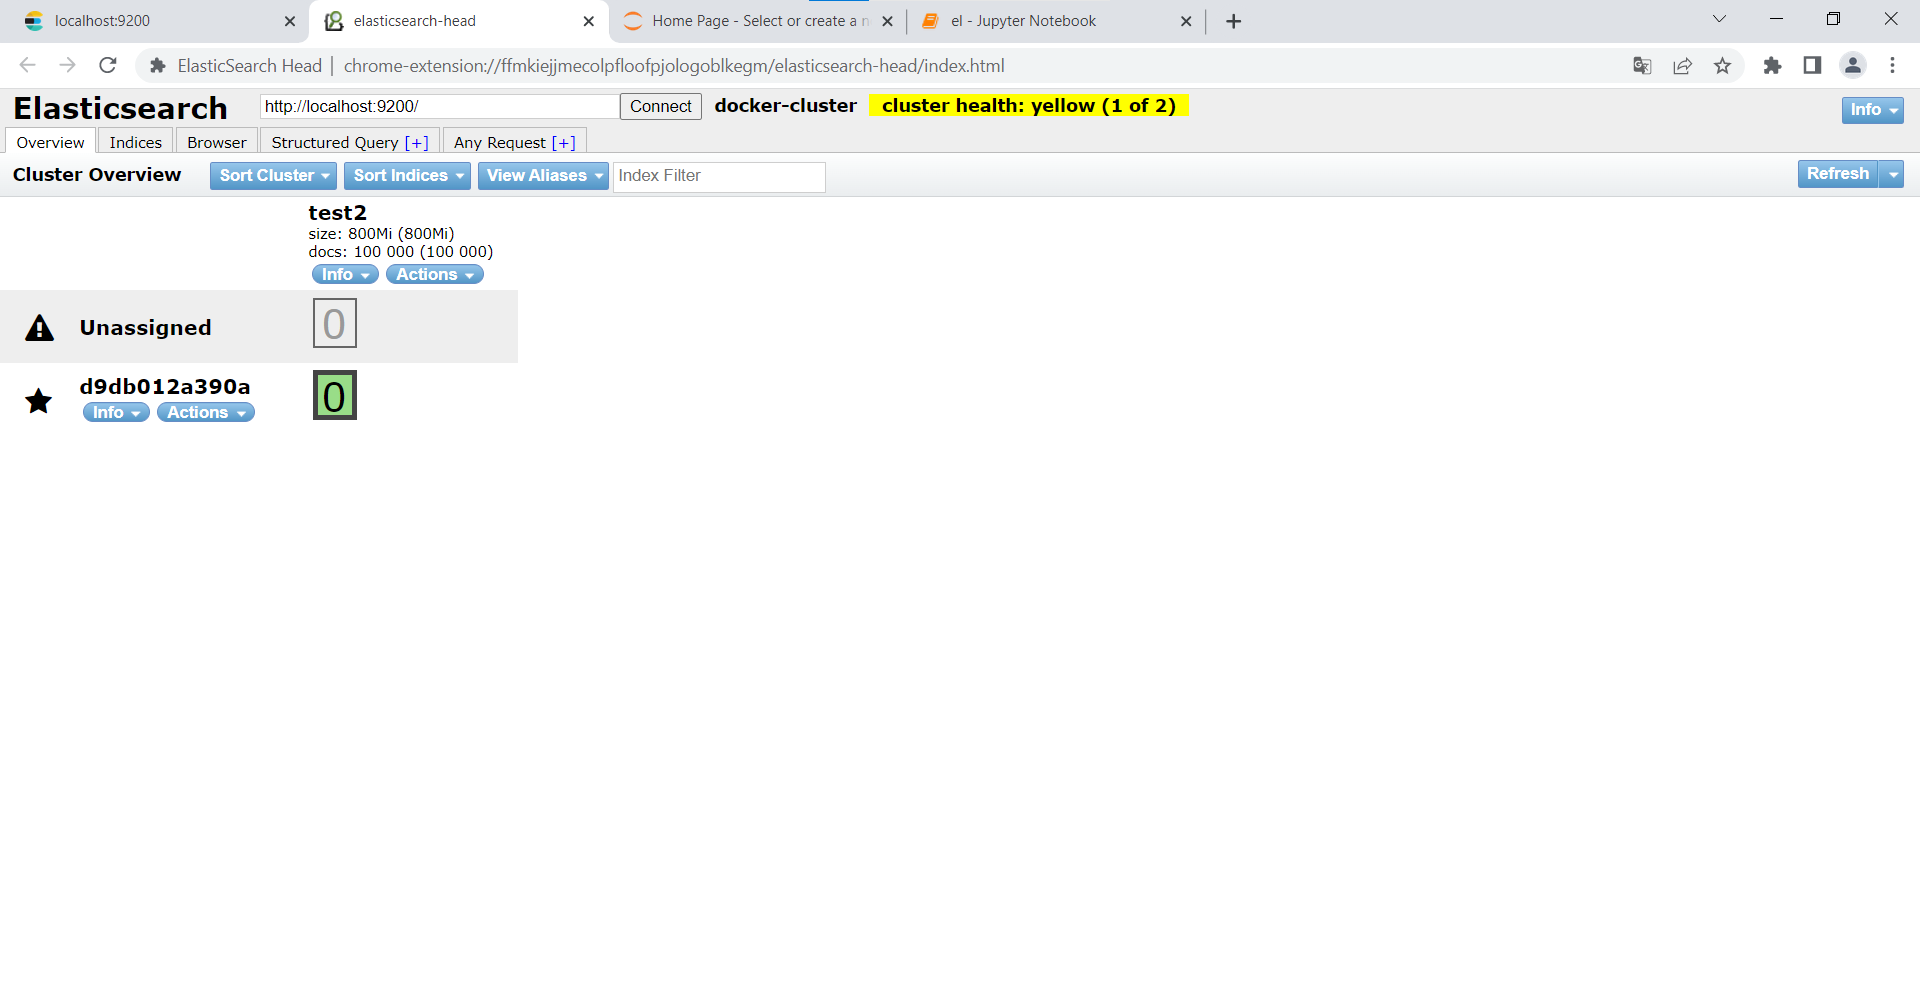 localhost:9200
elasticsearch-head
Home Page - Select or create a n
el - Jupyter Notebook
ElasticSearch Head | chrome-extension://ffmkiejjmecolpfloofpjologoblkegm/elasticsearch-head/index.html
Elasticsearch
http://localhost:9200/
Connect
docker-cluster
cluster health: yellow (1 of 2)
Info
Overview
Indices
Browser
Structured Query [+]
Any Request [+]
Cluster Overview
Sort Cluster
Sort Indices
View Aliases
Index Filter
Refresh
test2
size: 800Mi (800Mi)
docs: 100 000 (100 000)
Info
Actions
Unassigned
0
d9db012a390a
Info
Actions
0